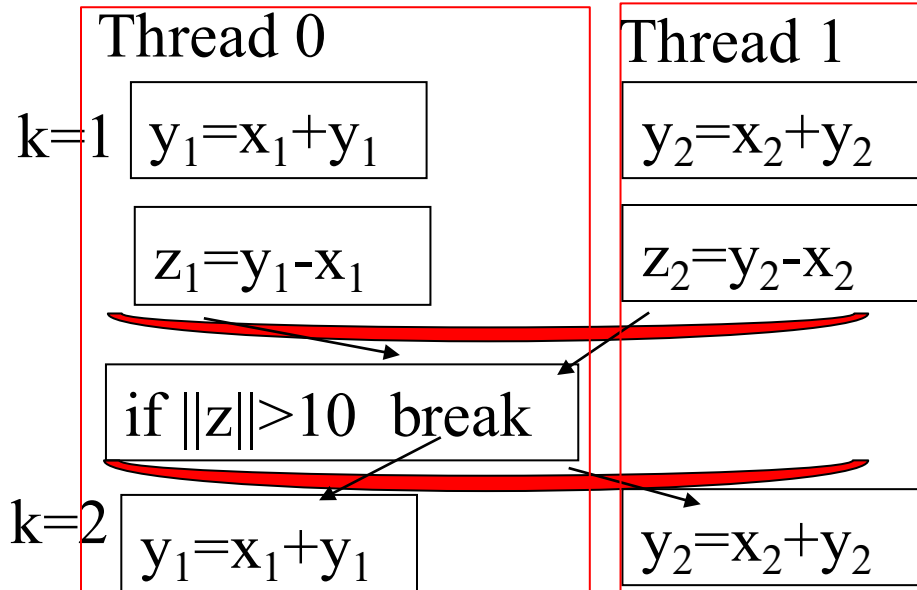 Thread 0
Thread 1
k=1
y₁=x₁+y₁
y₂=x₂+y₂
z₁=y₁-x₁
z₂=y₂-x₂
if ||z||>10 break
k=2
y₁=x₁+y₁
y₂=x₂+y₂